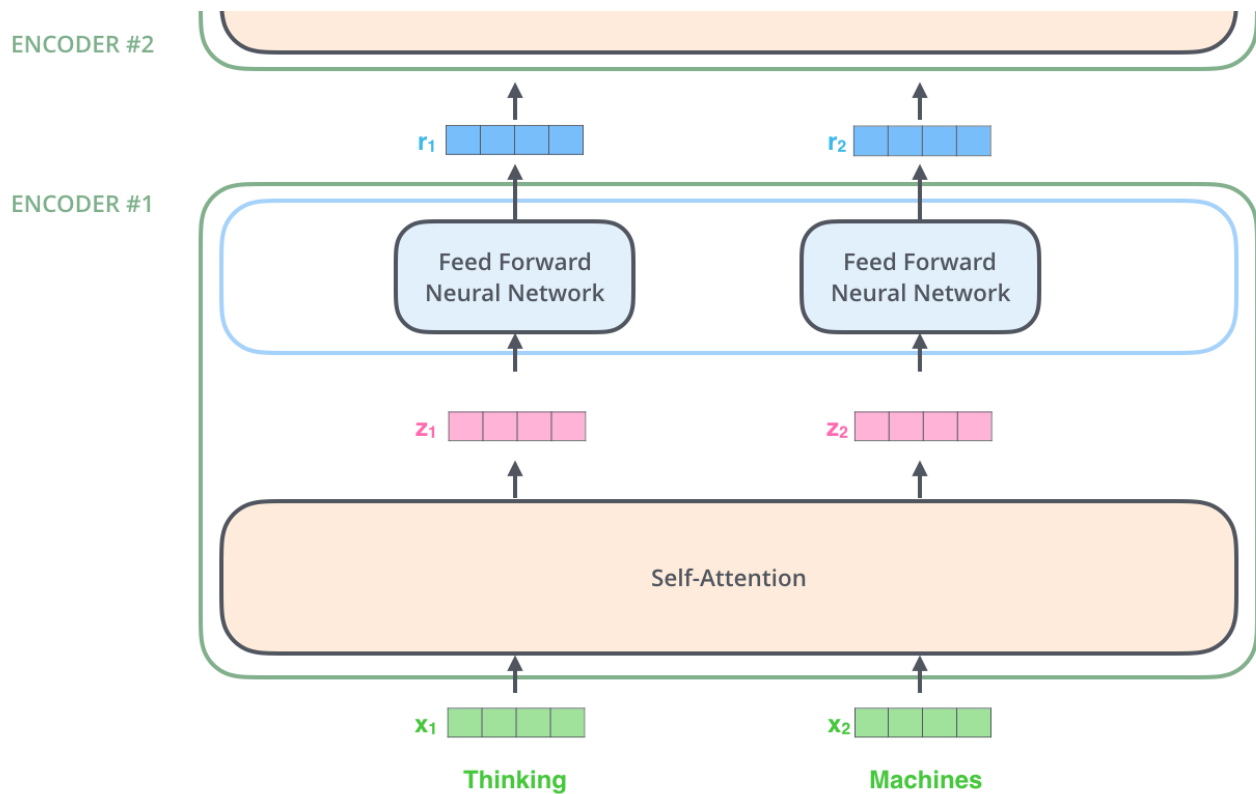 ENCODER #2
r₁
r₂
ENCODER #1
Feed Forward
Neural Network
Feed Forward
Neural Network
z₁
z₂
Self-Attention
x₁
x₂
Thinking
Machines